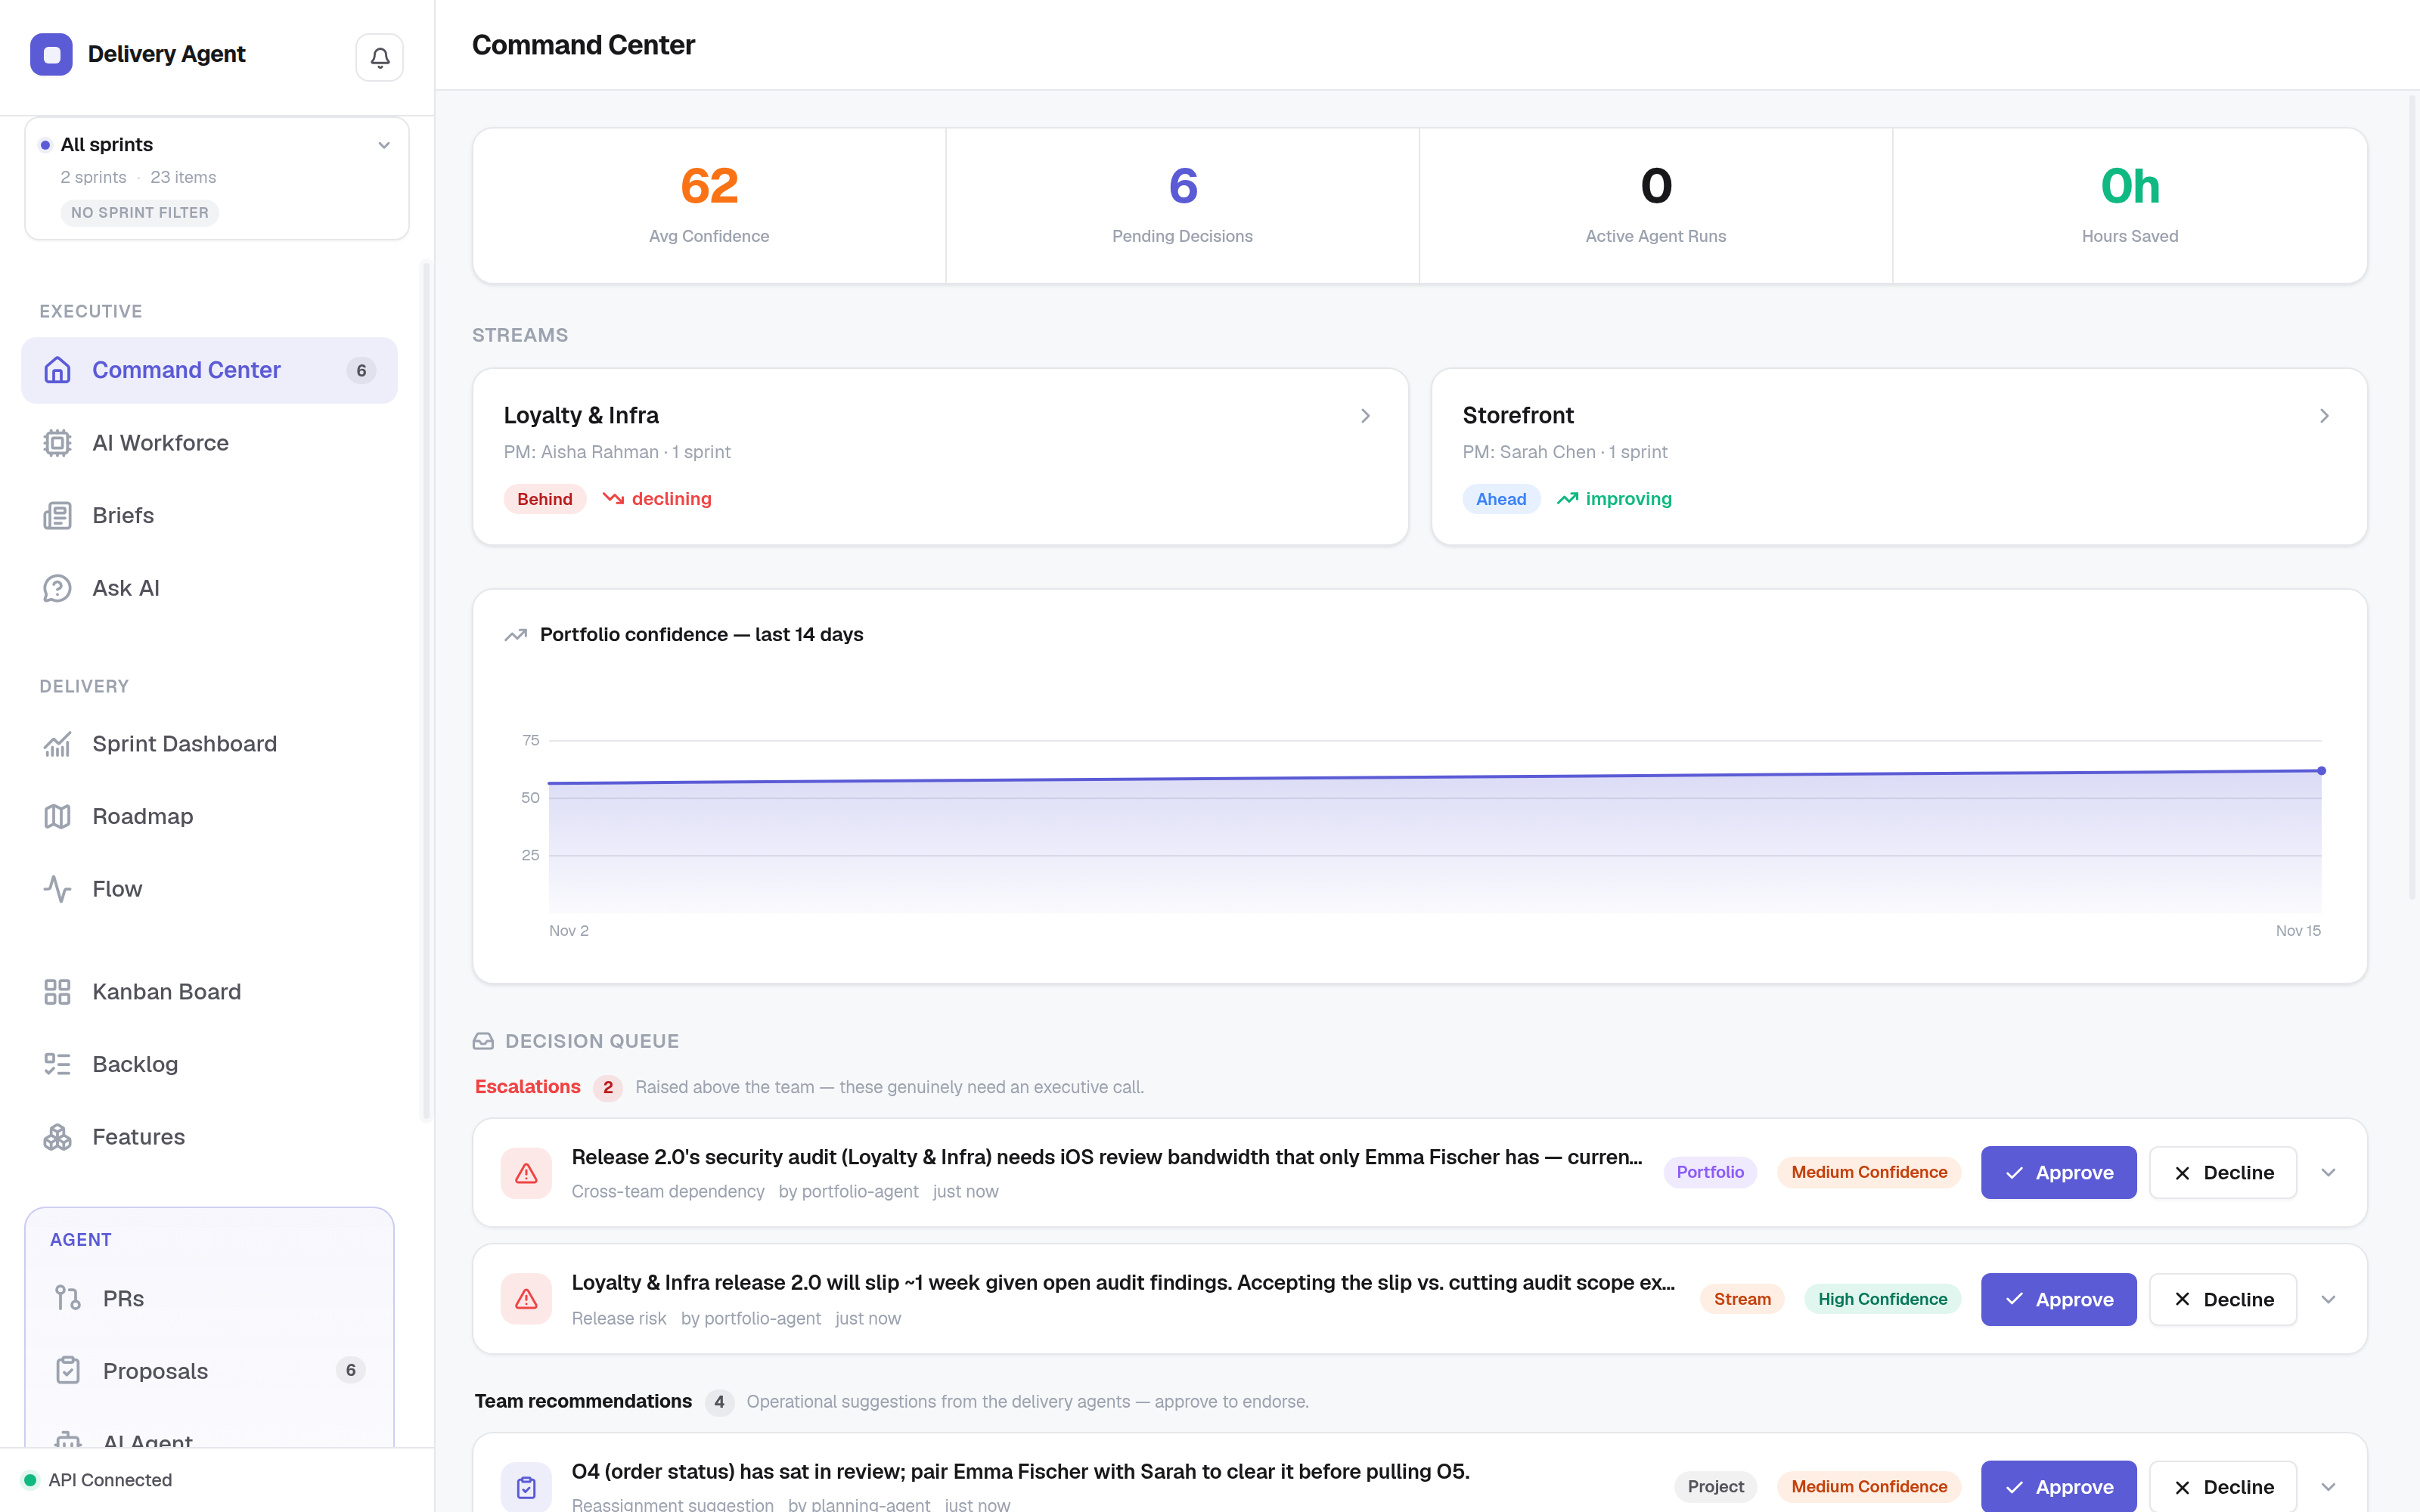 Delivery Agent
All sprints
2 sprints · 23 items
NO SPRINT FILTER
EXECUTIVE
Command Center 6
AI Workforce
Briefs
Ask AI
DELIVERY
Sprint Dashboard
Roadmap
Flow
Kanban Board
Backlog
Features
AGENT
PRs
Proposals 6
AI Agent
API Connected
Command Center
62
Avg Confidence
6
Pending Decisions
0
Active Agent Runs
0h
Hours Saved
STREAMS
Loyalty & Infra
PM: Aisha Rahman · 1 sprint
Behind declining
Storefront
PM: Sarah Chen · 1 sprint
Ahead improving
Portfolio confidence — last 14 days
75
50
25
Nov 2 Nov 15
DECISION QUEUE
Escalations 2 Raised above the team — these genuinely need an executive call.
Release 2.0's security audit (Loyalty & Infra) needs iOS review bandwidth that only Emma Fischer has — curren...
Cross-team dependency by portfolio-agent just now
Portfolio Medium Confidence Approve Decline
Loyalty & Infra release 2.0 will slip ~1 week given open audit findings. Accepting the slip vs. cutting audit scope ex...
Release risk by portfolio-agent just now
Stream High Confidence Approve Decline
Team recommendations 4 Operational suggestions from the delivery agents — approve to endorse.
O4 (order status) has sat in review; pair Emma Fischer with Sarah to clear it before pulling O5.
Reassignment suggestion by planning-agent just now
Project Medium Confidence Approve Decline